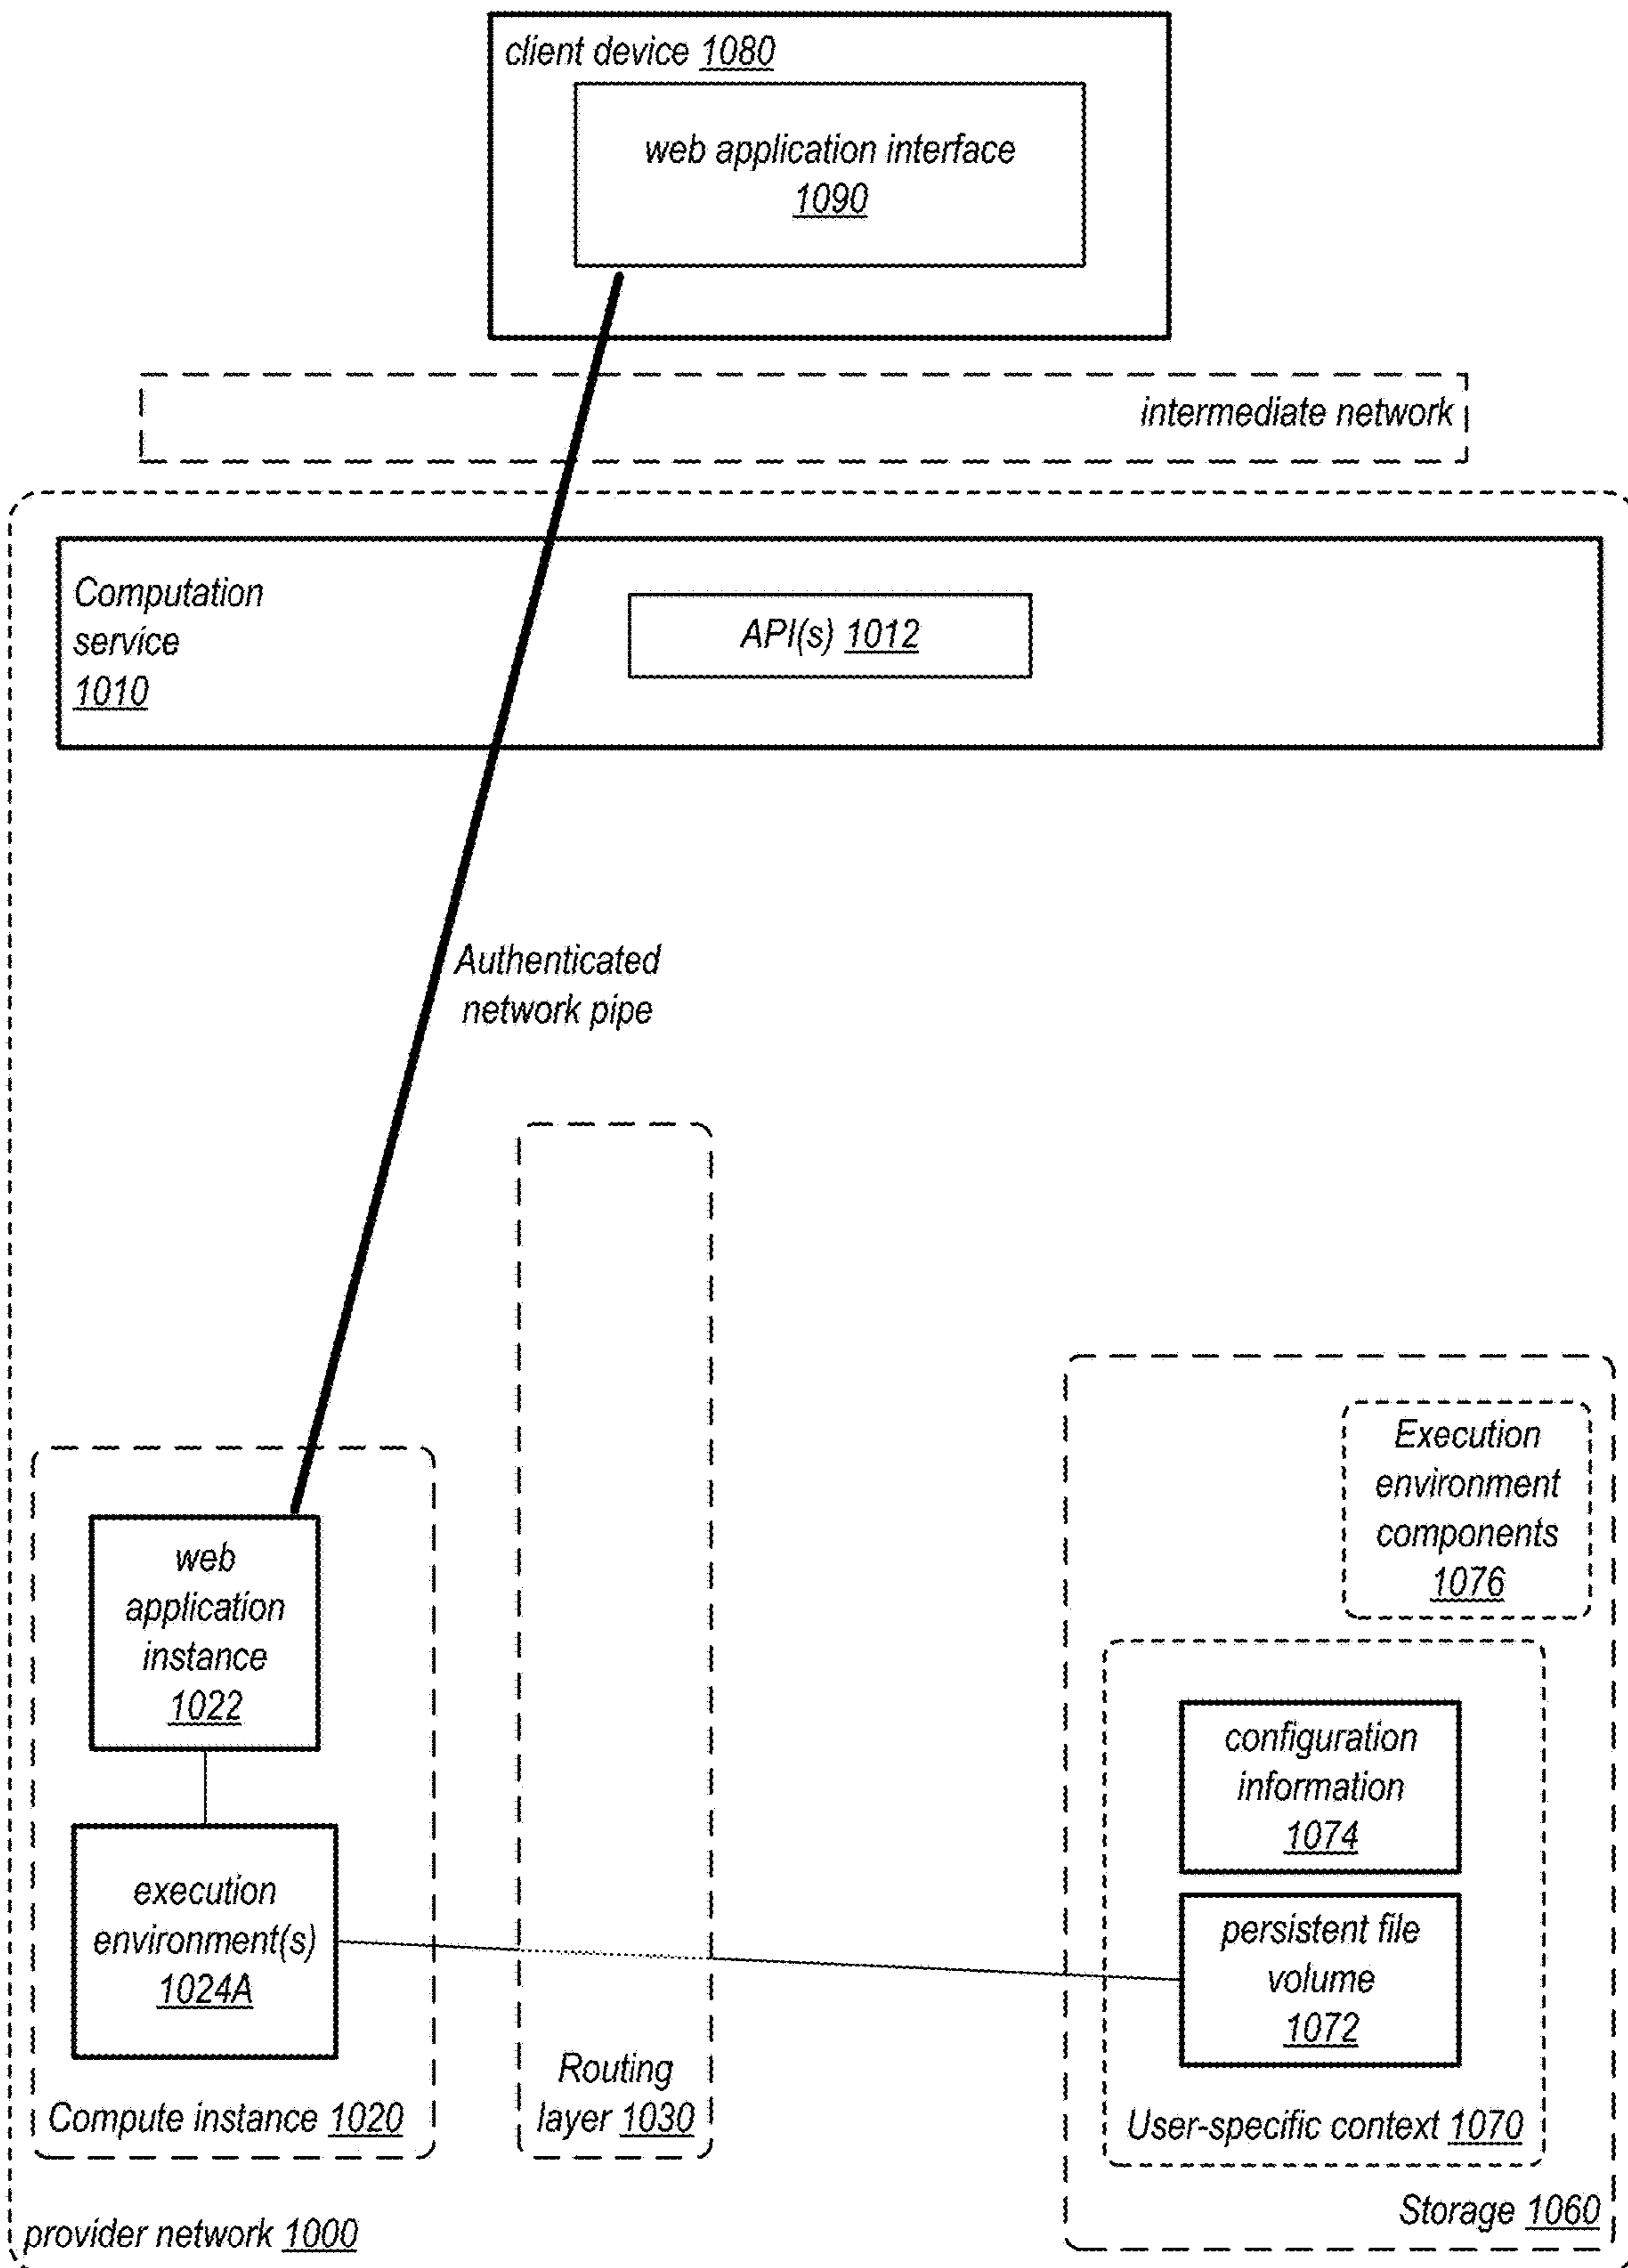 client device 1080
web application interface
1090
intermediate network
Computation
service
1010
API(s) 1012
Authenticated
network pipe
Execution
environment
components
1076
web
application
instance
1022
configuration
information
1074
execution
environment(s)
1024A
persistent file
volume
1072
Routing
layer 1030
Compute instance 1020
User-specific context 1070
Storage 1060
provider network 1000